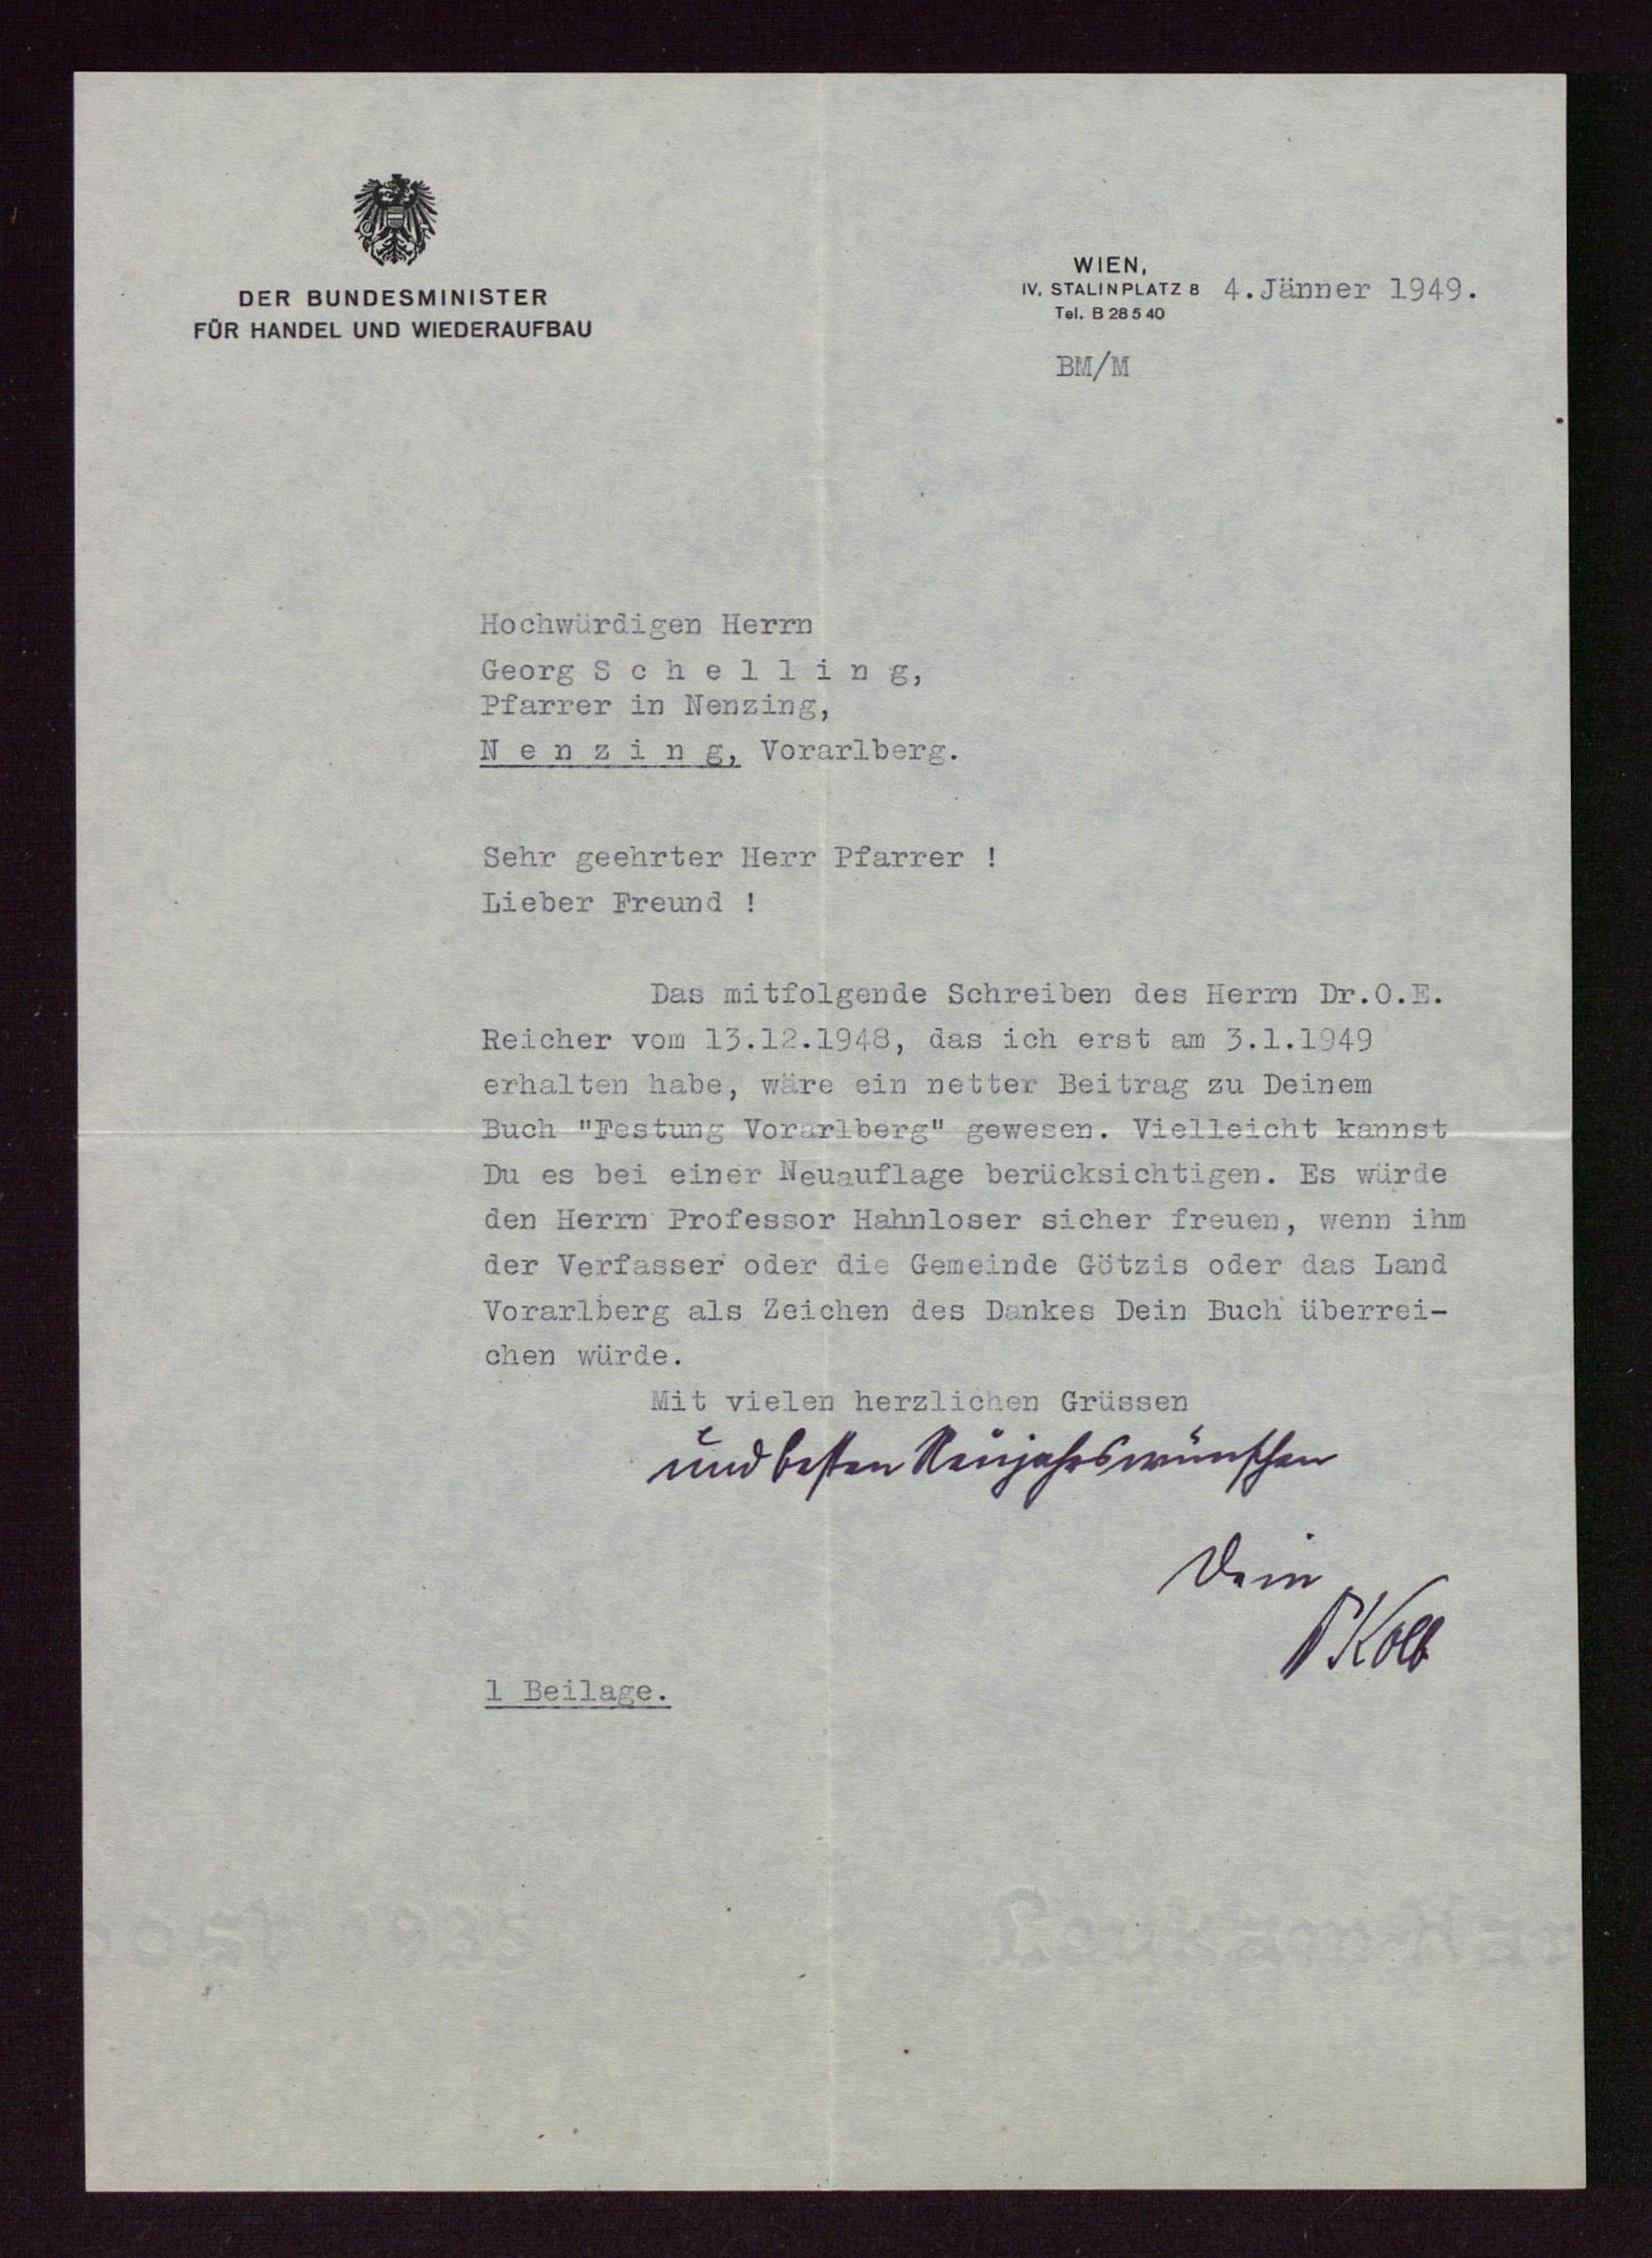 DER BUNDESMINISTER
FÜR HANDEL UND WIEDERAUFBAU
WIEN,
IV, STALINPLATZ 8 4.Jänner 1949.
Tel. B 28 5 40
BM/M
Hochwürdigen Herrn
Georg S c h e l l i n g,
Pfarrer in Nenzing,
N e n z i n g, Vorarlberg.
Sehr geehrter Herr Pfarrer !
Lieber Freund !
Das mitfolgende Schreiben des Herrn Dr.O.E.
Reicher vom 13.12.1948, das ich erst am 3.1.1949
erhalten habe, wäre ein netter Beitrag zu Deinem
Buch "Festung Vorarlberg" gewesen. Vielleicht kannst
Du es bei einer Neuauflage berücksichtigen. Es würde
den Herrn Professor Hahnloser sicher freuen, wenn ihm
der Verfasser oder die Gemeinde Götzis oder das Land
Vorarlberg als Zeichen des Dankes Dein Buch überrei-
chen würde.
Mit vielen herzlichen Grüssen
und besten Neujahrswünschen
Dein
Kolb
1 Beilage.